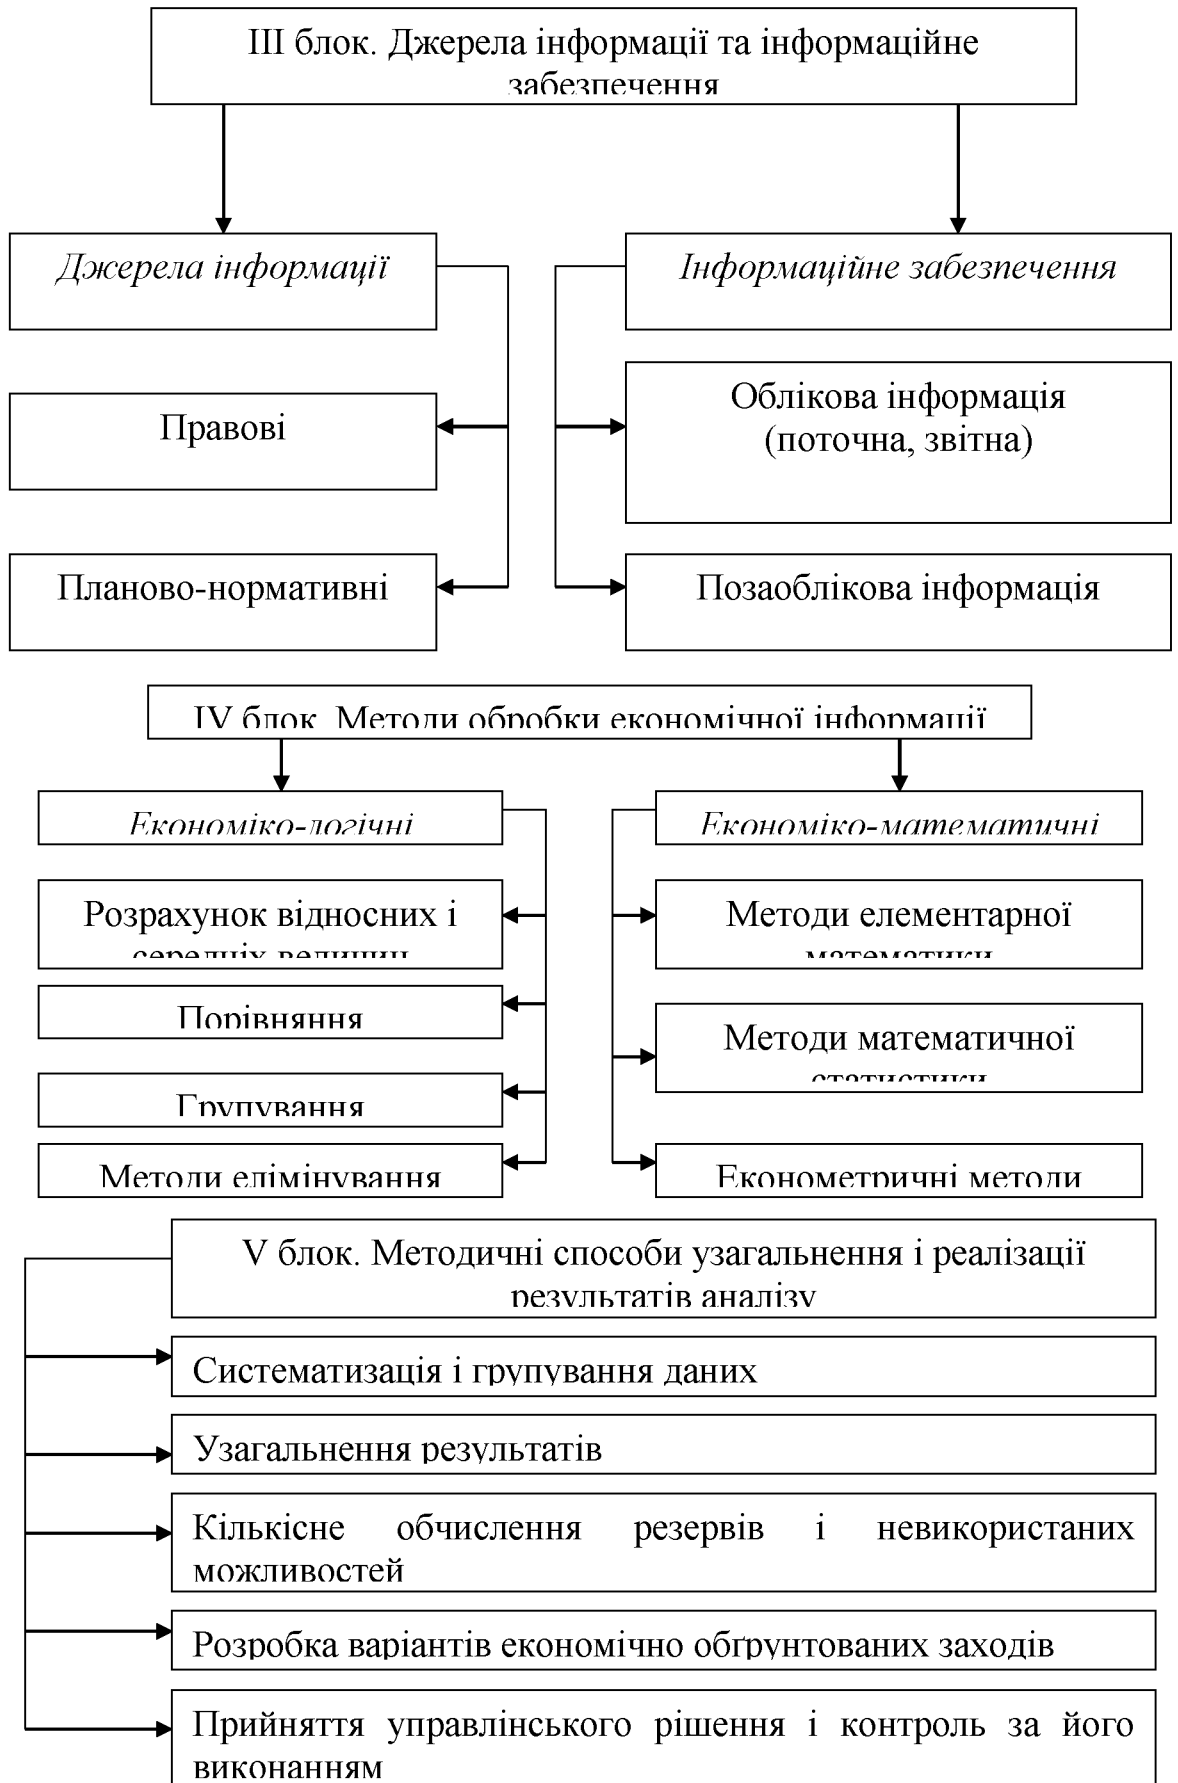 III блок. Джерела інформації та інформаційне
забезпечення
Джерела інформації
Інформаційне забезпечення
Правові
Облікова інформація
(поточна, звітна)
Планово-нормативні
Позаоблікова інформація
IV блок. Методи обробки економічної інформації
Економіко-логічні
Економіко-математичні
Розрахунок відносних і
середніх величин
Порівняння
Групування
Методи елімінування
Методи елементарної
математики
Методи математичної
статистики
Економетричні методи
V блок. Методичні способи узагальнення і реалізації
результатів аналізу
Систематизація і групування даних
Узагальнення результатів
Кількісне обчислення резервів і невикористаних
можливостей
Розробка варіантів економічно обґрунтованих заходів
Прийняття управлінського рішення і контроль за його
виконанням